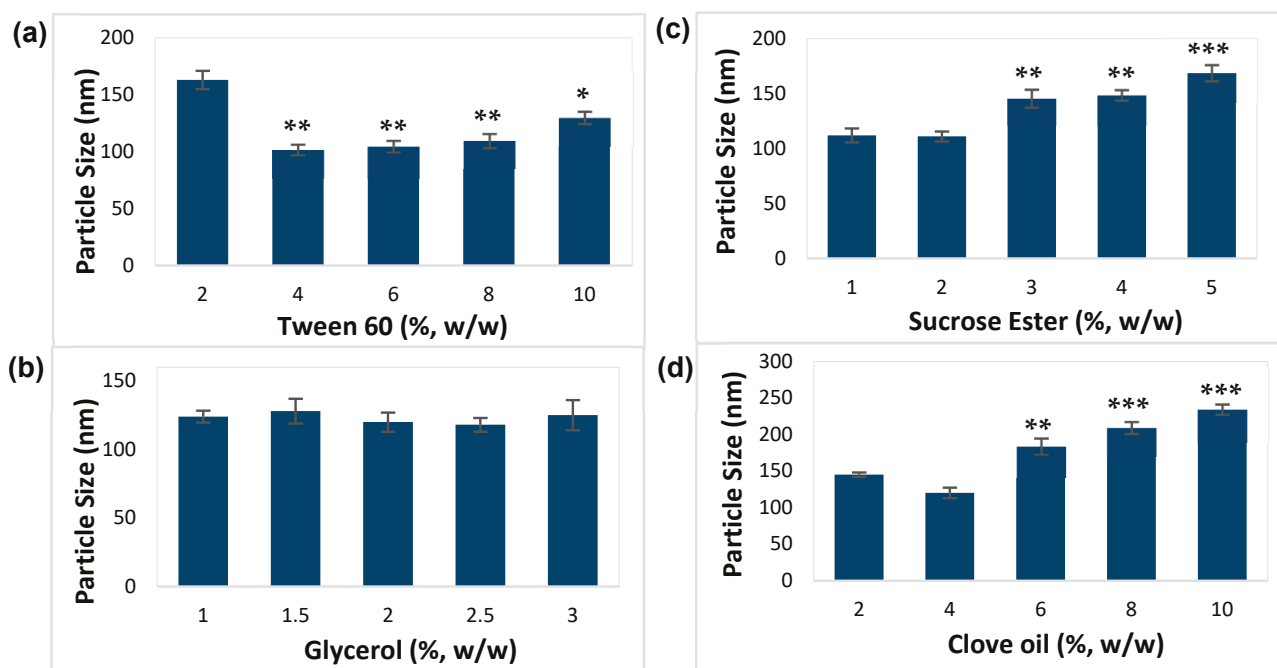 (a)
Particle Size (nm)
200
150
100
50
0
** ** ** *
2 4 6 8 10
Tween 60 (%, w/w)
(b)
Particle Size (nm)
150
100
50
0
1 1.5 2 2.5 3
Glycerol (%, w/w)
(c)
Particle Size (nm)
200
150
100
50
0
** ** ***
1 2 3 4 5
Sucrose Ester (%, w/w)
(d)
Particle Size (nm)
300
250
200
150
100
50
0
** *** ***
2 4 6 8 10
Clove oil (%, w/w)